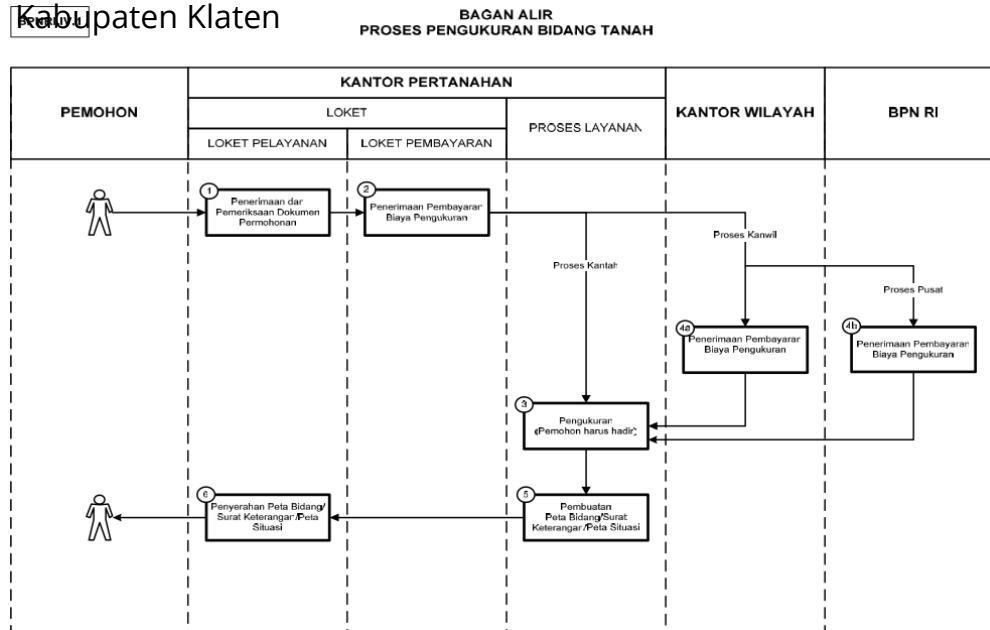 Kabupaten Klaten
BAGAN ALIR
PROSES PENGUKURAN BIDANG TANAH
PEMOHON
KANTOR PERTANAHAN
LOKET
LOKET PELAYANAN
LOKET PEMBAYARAN
PROSES LAYANAN
KANTOR WILAYAH
BPN RI
1
Penerimaan dan
Pemeriksaan Dokumen
Permohonan
2
Penerimaan Pembayaran
Biaya Pengukuran
Proses Kanwil
Proses Kantah
Proses Pusat
4a
Penerimaan Pembayaran
Biaya Pengukuran
4b
Penerimaan Pembayaran
Biaya Pengukuran
3
Pengukuran
(Pemohon harus hadir)
6
Penyerahan Peta Bidang/
Surat Keterangan/Peta
Situasi
5
Pembuatan
Peta Bidang/Surat
Keterangan/Peta Situasi